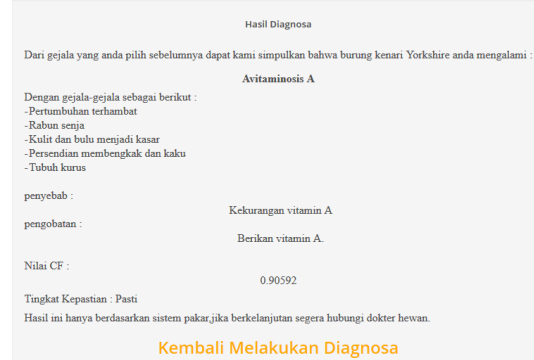 Hasil Diagnosa
Dari gejala yang anda pilih sebelumnya dapat kami simpulkan bahwa burung kenari Yorkshire anda mengalami :
Avitaminosis A
Dengan gejala-gejala sebagai berikut :
-Pertumbuhan terhambat
-Rabun senja
-Kulit dan bulu menjadi kasar
-Persendian membengkak dan kaku
-Tubuh kurus
penyebab :
Kekurangan vitamin A
pengobatan :
Berikan vitamin A.
Nilai CF :
0.90592
Tingkat Kepastian : Pasti
Hasil ini hanya berdasarkan sistem pakar,jika berkelanjutan segera hubungi dokter hewan.
Kembali Melakukan Diagnosa